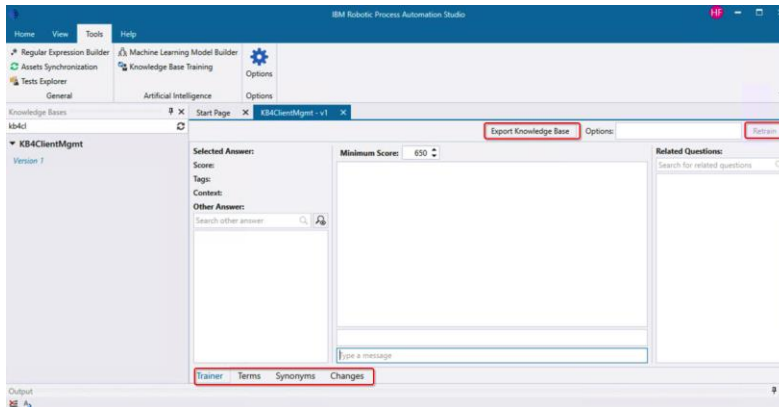 IBM Robotic Process Automation Studio
HF
Home View Tools Help
Regular Expression Builder Machine Learning Model Builder
Assets Synchronization Knowledge Base Training
Tests Explorer Options
General Artificial Intelligence Options
Knowledge Bases Start Page KB4ClientMgmt - v1
kb4cl Export Knowledge Base Options: Retrain
KB4ClientMgmt Selected Answer: Minimum Score: 650 Related Questions:
Version 1 Score: Search for related questions
Tags:
Context:
Other Answer:
Search other answer
Type a message
Trainer Terms Synonyms Changes
Output